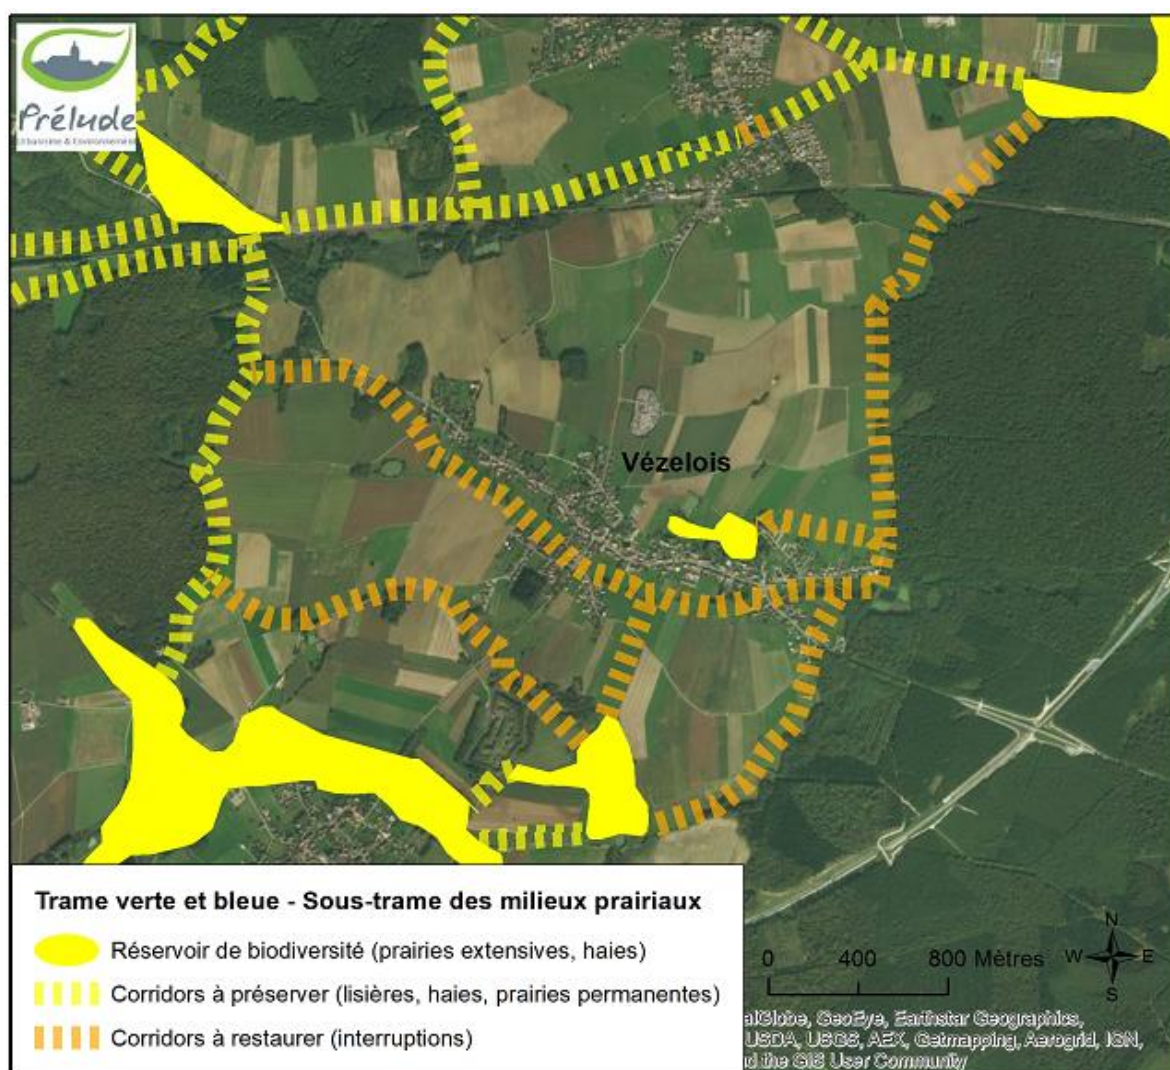 Prélude
Urbanisme & Environnement
Vézelois
Trame verte et bleue - Sous-trame des milieux prairiaux
Réservoir de biodiversité (prairies extensives, haies)
Corridors à préserver (lisières, haies, prairies permanentes)
Corridors à restaurer (interruptions)
0 400 800 Mètres
N
W E
S
alGlobe, GeoEye, Earthstar Geographics,
USDA, USGS, AEX, Getmapping, Aerogrid, IGN,
d the GIS User Community